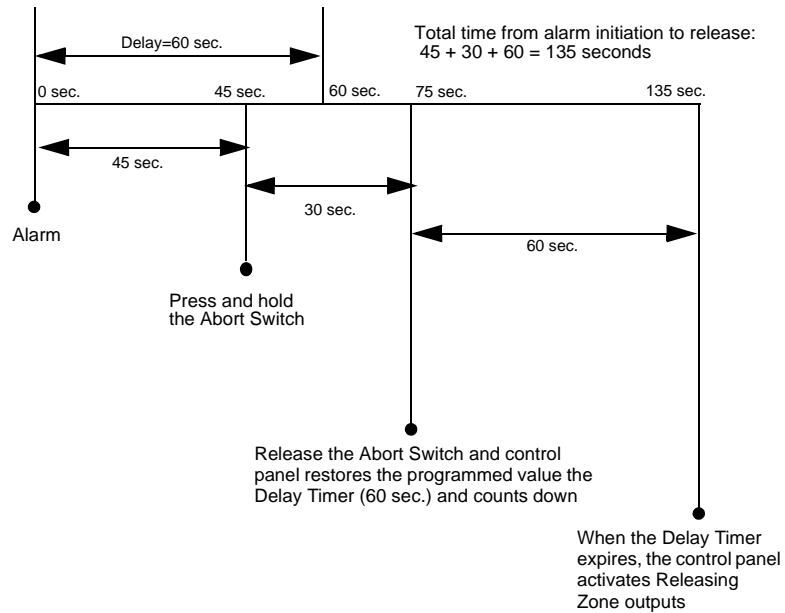 Delay=60 sec.
Total time from alarm initiation to release:
45 + 30 + 60 = 135 seconds
0 sec.
45 sec.
60 sec.
75 sec.
135 sec.
45 sec.
30 sec.
60 sec.
Alarm
Press and hold
the Abort Switch
Release the Abort Switch and control
panel restores the programmed value the
Delay Timer (60 sec.) and counts down
When the Delay Timer
expires, the control panel
activates Releasing
Zone outputs